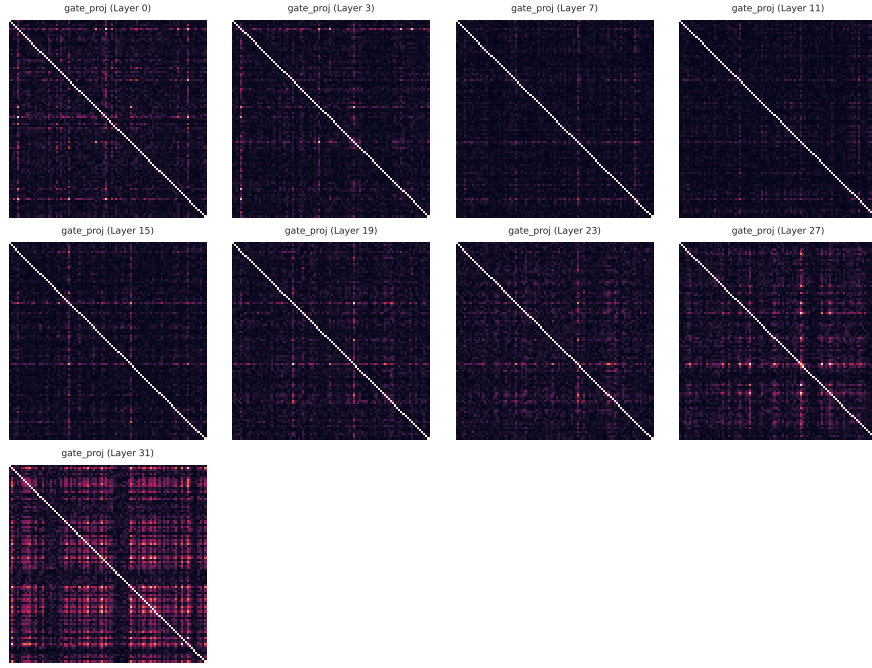 gate_proj (Layer 0)
gate_proj (Layer 3)
gate_proj (Layer 7)
gate_proj (Layer 11)
gate_proj (Layer 15)
gate_proj (Layer 19)
gate_proj (Layer 23)
gate_proj (Layer 27)
gate_proj (Layer 31)